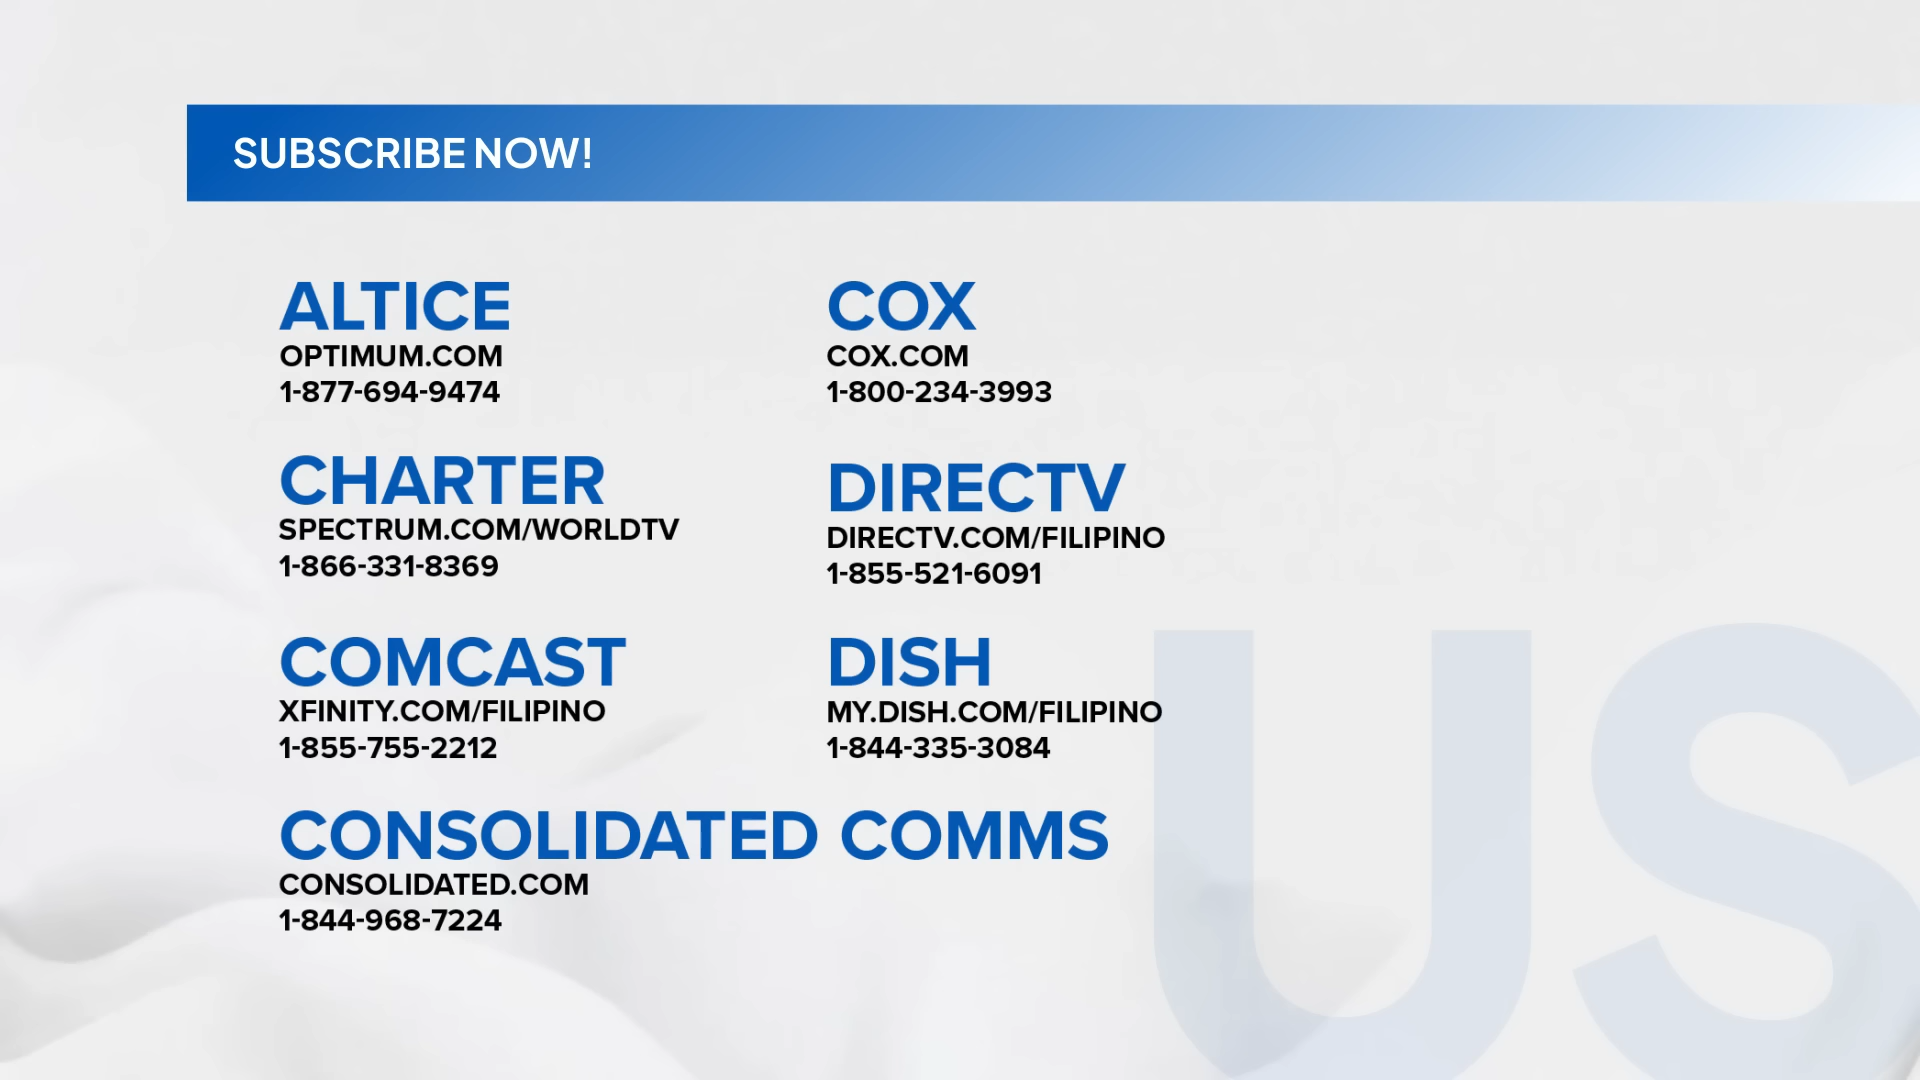 SUBSCRIBE NOW!
ALTICE
OPTIMUM.COM
1-877-694-9474
CHARTER
SPECTRUM.COM/WORLDTV
1-866-331-8369
COMCAST
XFINITY.COM/FILIPINO
1-855-755-2212
CONSOLIDATED COMMS
CONSOLIDATED.COM
1-844-968-7224
COX
COX.COM
1-800-234-3993
DIRECTV
DIRECTV.COM/FILIPINO
1-855-521-6091
DISH
MY.DISH.COM/FILIPINO
1-844-335-3084
US